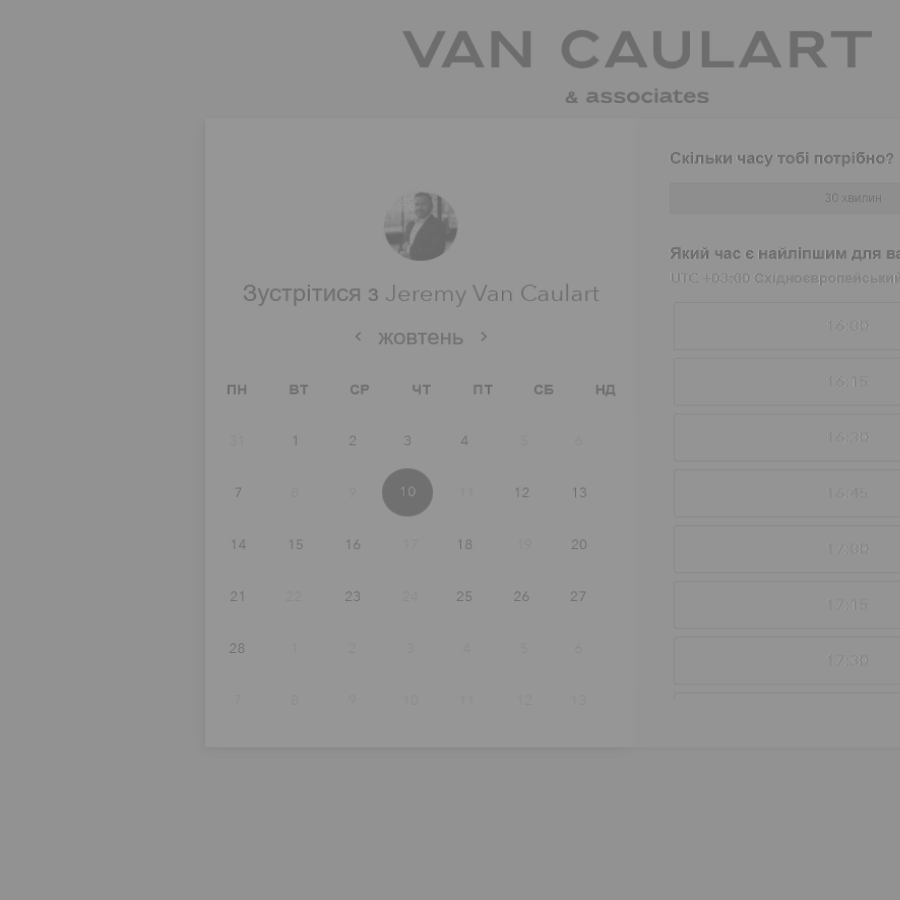 VAN CAULART
& associates
Зустрітися з Jeremy Van Caulart
жовтень
ПН ВТ СР ЧТ ПТ СБ НД
31 1 2 3 4 5 6
7 8 9 10 11 12 13
14 15 16 17 18 19 20
21 22 23 24 25 26 27
28 1 2 3 4 5 6
7 8 9 10 11 12 13
Скільки часу тобі потрібно?
30 хвилин
Який час є найліпшим для
UTC +03:00 Східноєвропейський
16:00
16:15
16:30
16:45
17:00
17:15
17:30